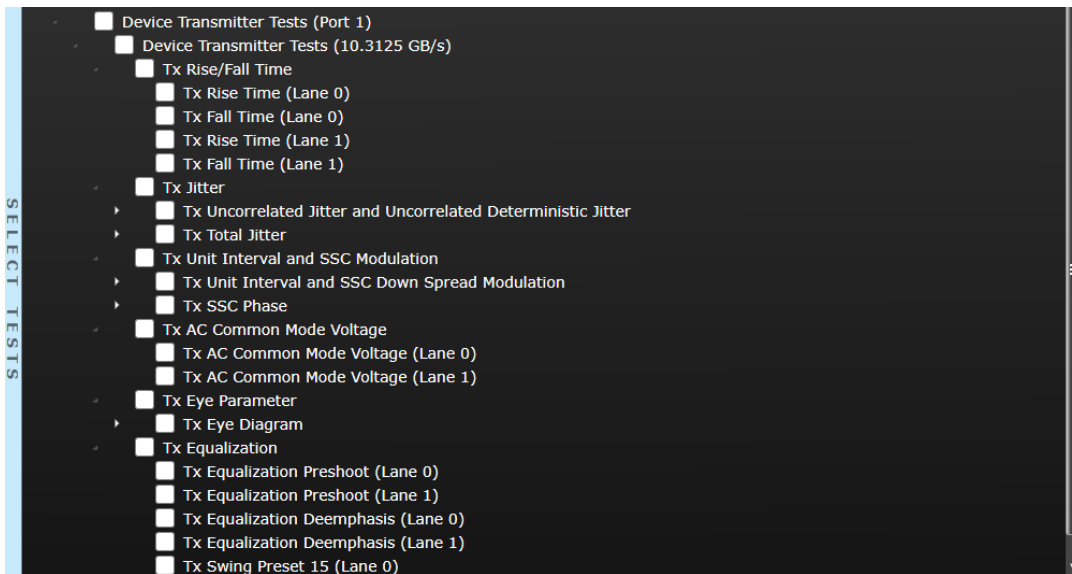 Device Transmitter Tests (Port 1)
Device Transmitter Tests (10.3125 GB/s)
Tx Rise/Fall Time
Tx Rise Time (Lane 0)
Tx Fall Time (Lane 0)
Tx Rise Time (Lane 1)
Tx Fall Time (Lane 1)
Tx Jitter
Tx Uncorrelated Jitter and Uncorrelated Deterministic Jitter
Tx Total Jitter
Tx Unit Interval and SSC Modulation
Tx Unit Interval and SSC Down Spread Modulation
Tx SSC Phase
Tx AC Common Mode Voltage
Tx AC Common Mode Voltage (Lane 0)
Tx AC Common Mode Voltage (Lane 1)
Tx Eye Parameter
Tx Eye Diagram
Tx Equalization
Tx Equalization Preshoot (Lane 0)
Tx Equalization Preshoot (Lane 1)
Tx Equalization Deemphasis (Lane 0)
Tx Equalization Deemphasis (Lane 1)
Tx Swing Preset 15 (Lane 0)
SELECT TESTS